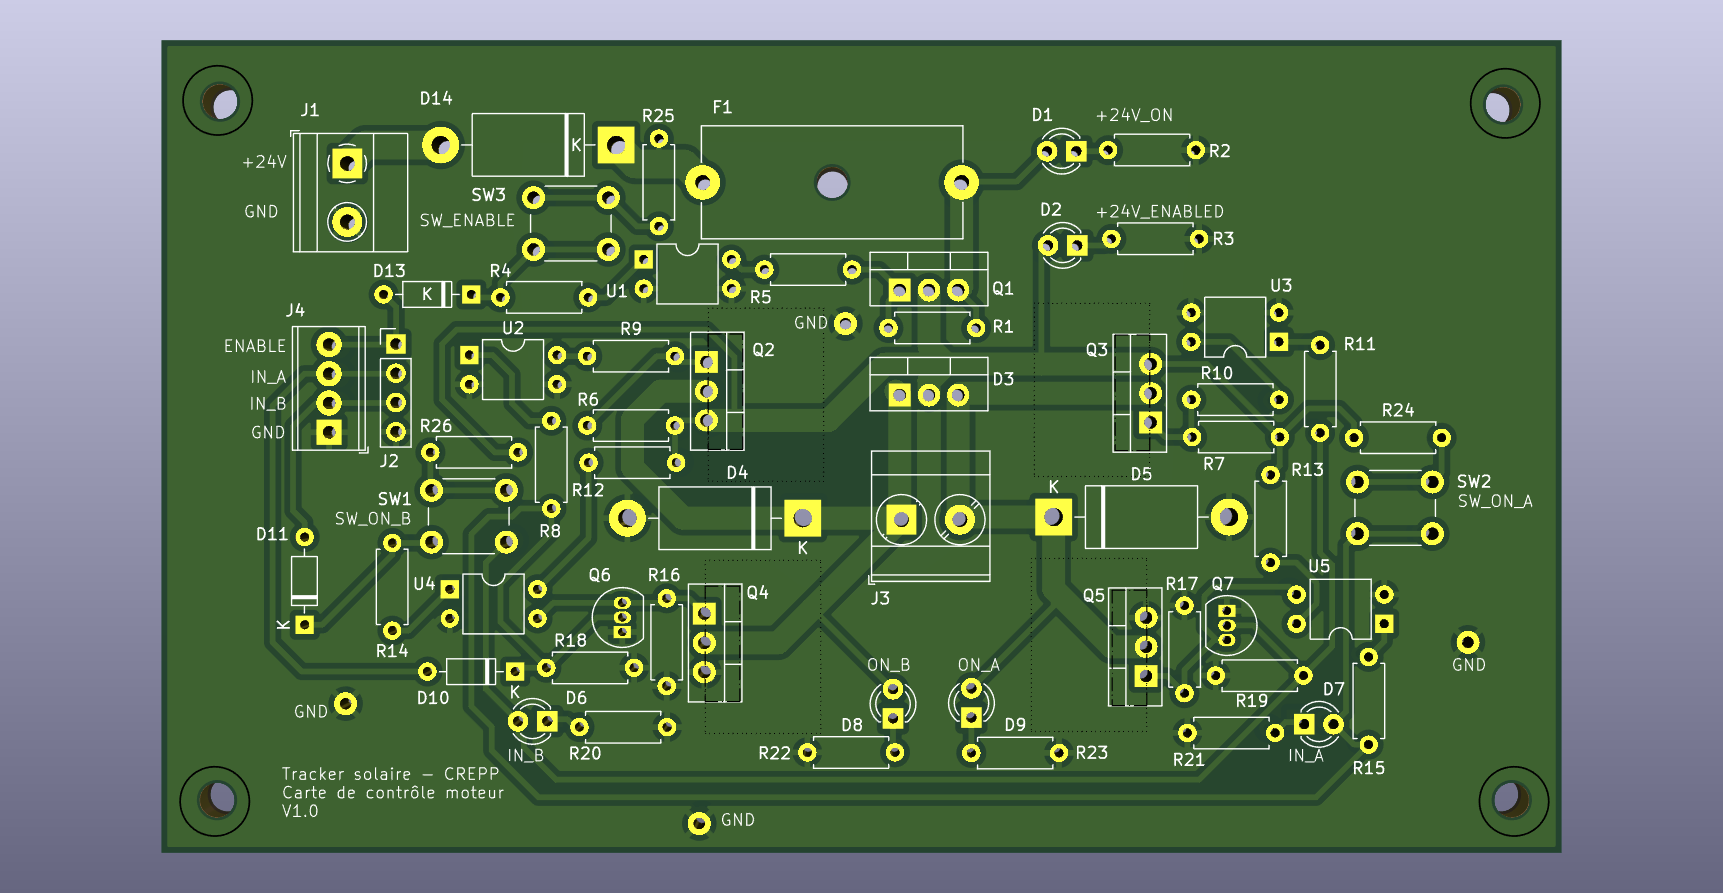 D14
R25
F1
J1
D1
+24V_ON
+24V
K
R2
SW3
SW_ENABLE
GND
D2
+24V_ENABLED
R3
D13
R4
U1
R5
Q1
U3
K
J4
GND
R1
ENABLE
U2
R9
Q2
Q3
R11
IN_A
D3
R10
IN_B
R6
R24
GND
R26
J2
D4
R7
R13
D5
SW1
R12
K
SW2
SW_ON_A
SW_ON_B
R8
D11
K
U4
Q6
R16
Q4
J3
Q5
R17
Q7
U5
K
R14
R18
ON_B
ON_A
GND
K
D10
D6
R19
D7
GND
IN_B
R20
R22
D8
D9
R23
R21
IN_A
R15
Tracker solaire – CREPP
Carte de contrôle moteur
V1.0
GND